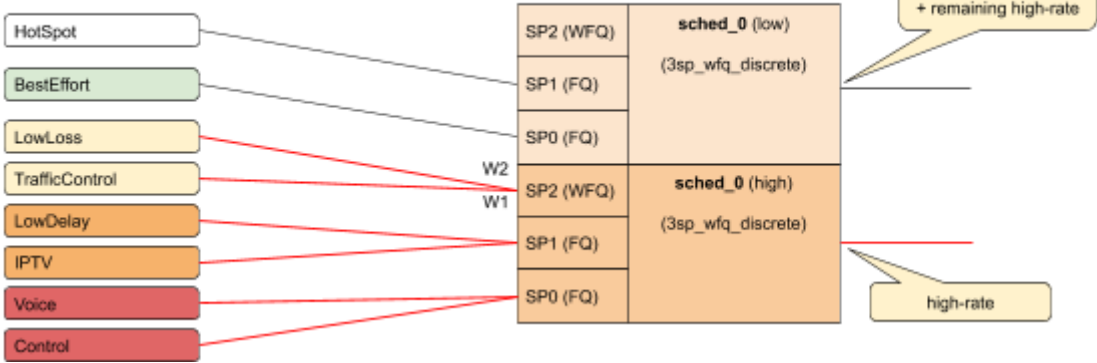 + remaining high-rate
HotSpot
SP2 (WFQ)
sched_0 (low)
(3sp_wfq_discrete)
BestEffort
SP1 (FQ)
LowLoss
SP0 (FQ)
W2
TrafficControl
SP2 (WFQ)
sched_0 (high)
W1
LowDelay
(3sp_wfq_discrete)
SP1 (FQ)
IPTV
SP0 (FQ)
Voice
high-rate
Control